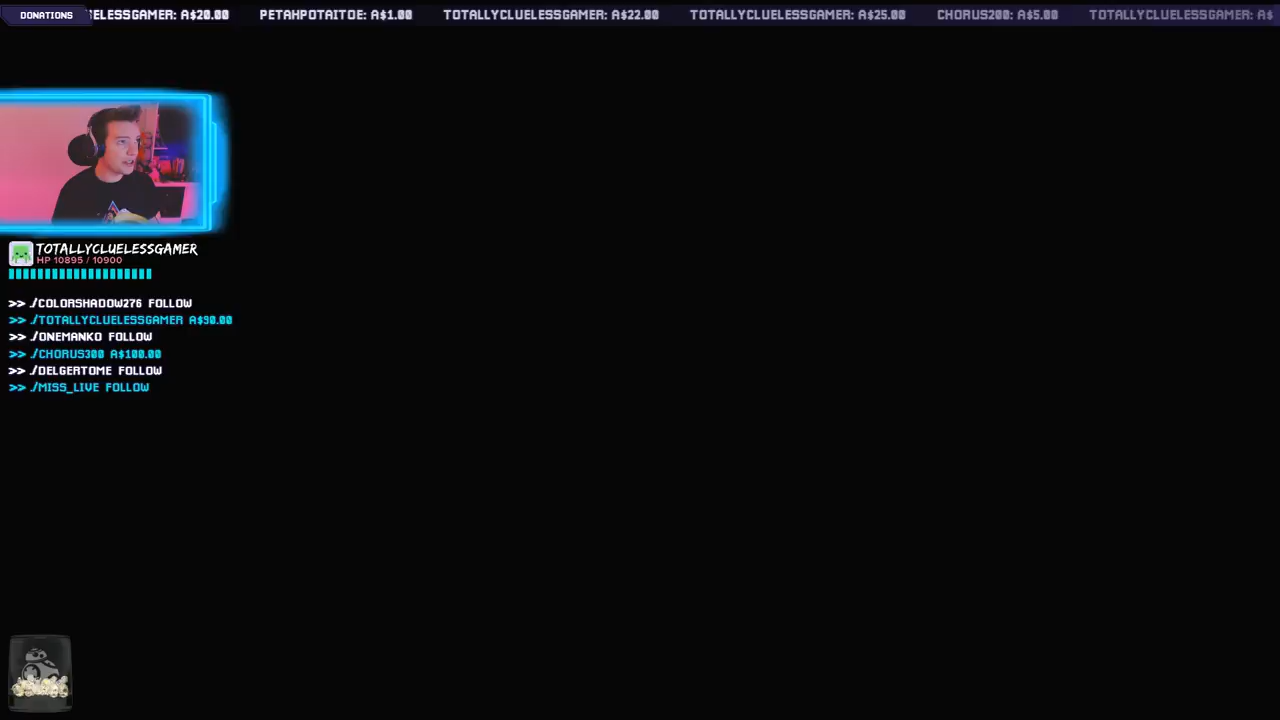 DONATIONS
ELESSGAMER: A$20.00 PETAHPOTAITOE: A$1.00 TOTALLYCLUELESSGAMER: A$22.00 TOTALLYCLUELESSGAMER: A$25.00 CHORUS200: A$5.00 TOTALLYCLUELESSGAMER: A$
TOTALLYCLUELESSGAMER
HP 10895 / 10900
>> ./COLORSHADOW276 FOLLOW
>> ./TOTALLYCLUELESSGAMER A$30.00
>> ./ONEMANKO FOLLOW
>> ./CHORUS300 A$100.00
>> ./DELGERTOME FOLLOW
>> ./MISS_LIVE FOLLOW